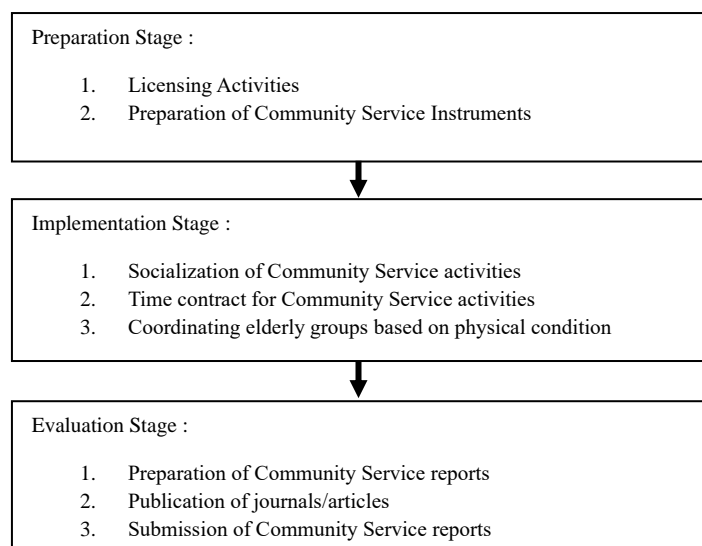 Preparation Stage :
1. Licensing Activities
2. Preparation of Community Service Instruments
Implementation Stage :
1. Socialization of Community Service activities
2. Time contract for Community Service activities
3. Coordinating elderly groups based on physical condition
Evaluation Stage :
1. Preparation of Community Service reports
2. Publication of journals/articles
3. Submission of Community Service reports